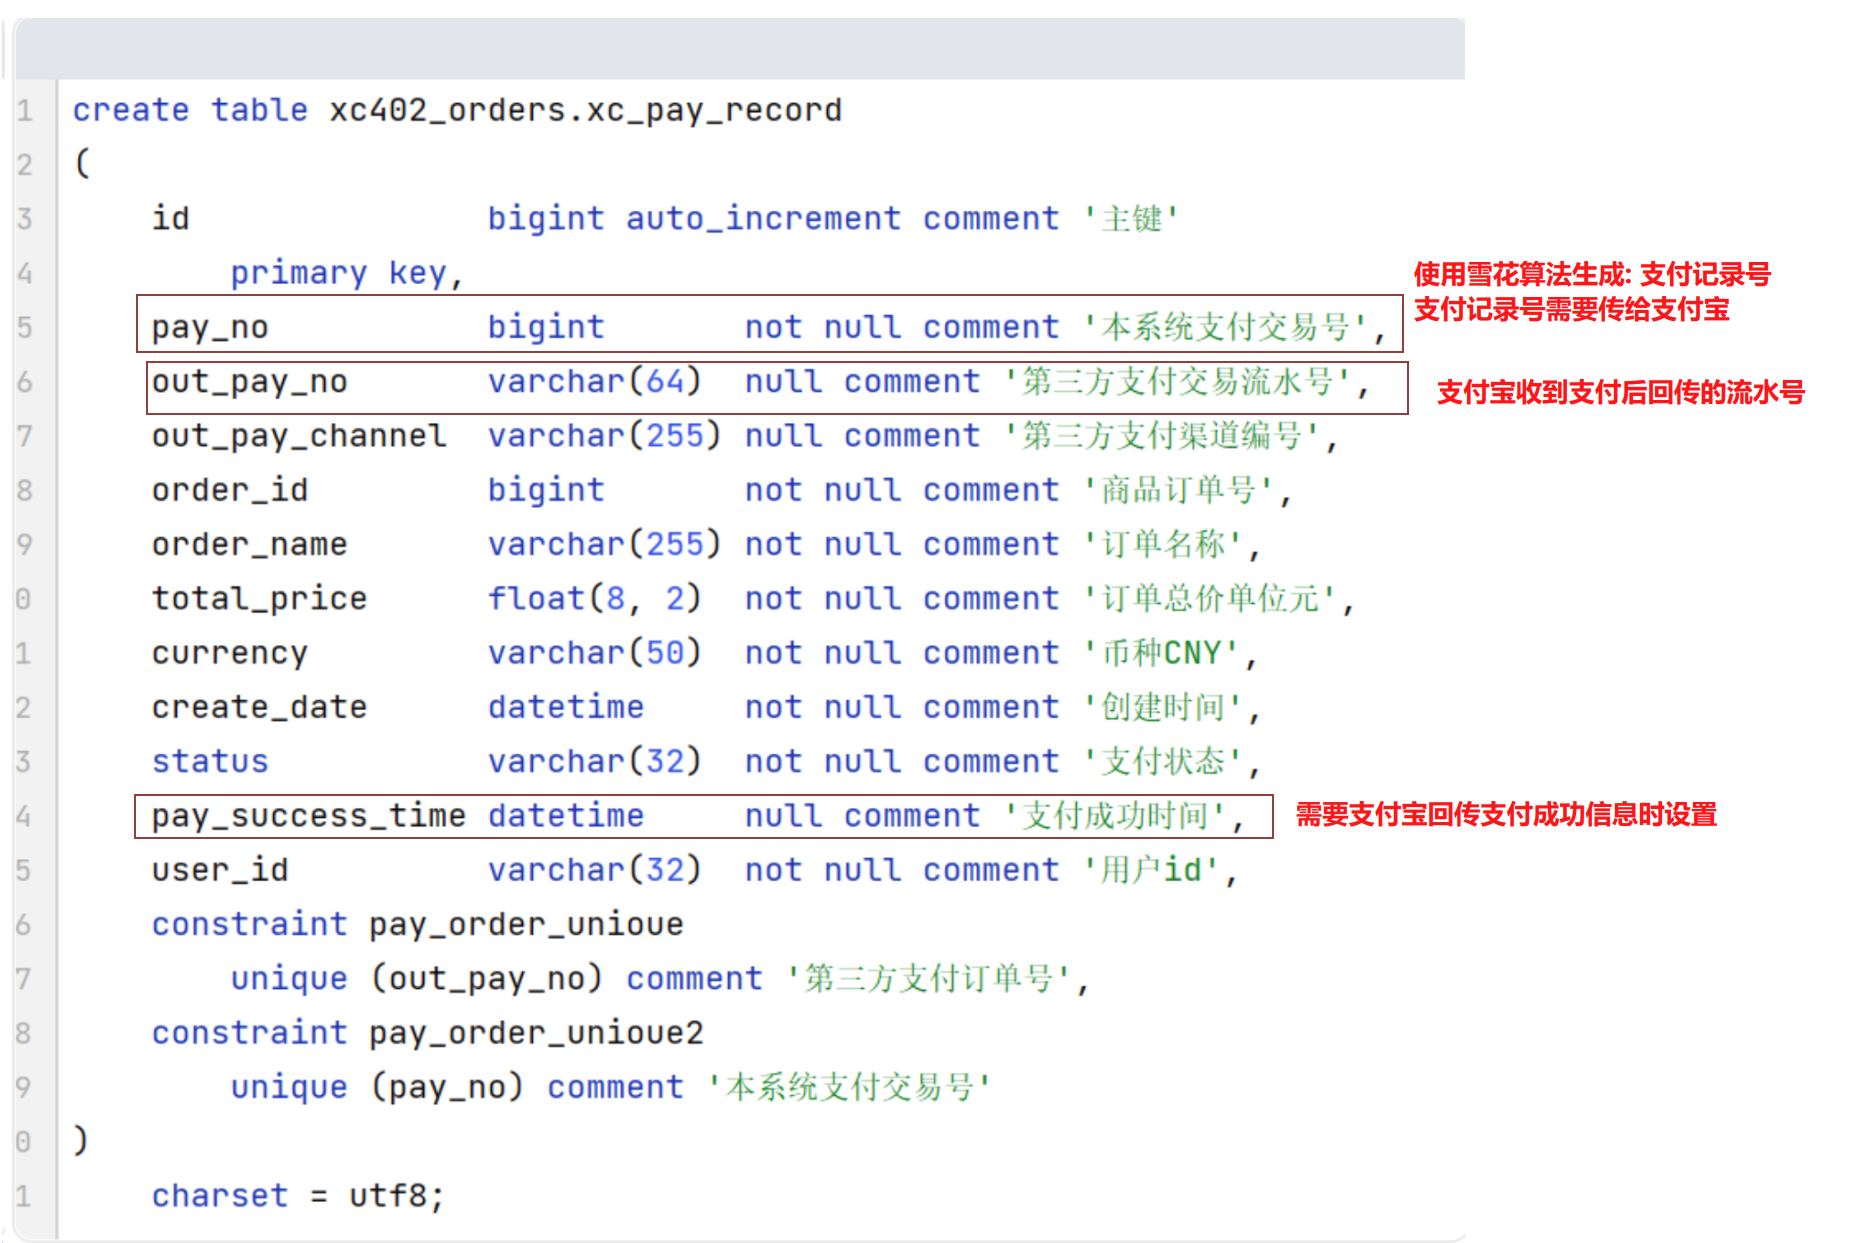 1 create table xc402_orders.xc_pay_record
2 (
3 id bigint auto_increment comment '主键'
4 primary key,
使用雪花算法生成: 支付记录号
支付记录号需要传给支付宝
5 pay_no bigint not null comment '本系统支付交易号',
6 out_pay_no varchar(64) null comment '第三方支付交易流水号',
支付宝收到支付后回传的流水号
7 out_pay_channel varchar(255) null comment '第三方支付渠道编号',
8 order_id bigint not null comment '商品订单号',
9 order_name varchar(255) not null comment '订单名称',
0 total_price float(8, 2) not null comment '订单总价单位元',
1 currency varchar(50) not null comment '币种CNY',
2 create_date datetime not null comment '创建时间',
3 status varchar(32) not null comment '支付状态',
4 pay_success_time datetime null comment '支付成功时间',
需要支付宝回传支付成功信息时设置
5 user_id varchar(32) not null comment '用户id',
6 constraint pay_order_unioue
7 unique (out_pay_no) comment '第三方支付订单号',
8 constraint pay_order_unioue2
9 unique (pay_no) comment '本系统支付交易号'
0 )
1 charset = utf8;